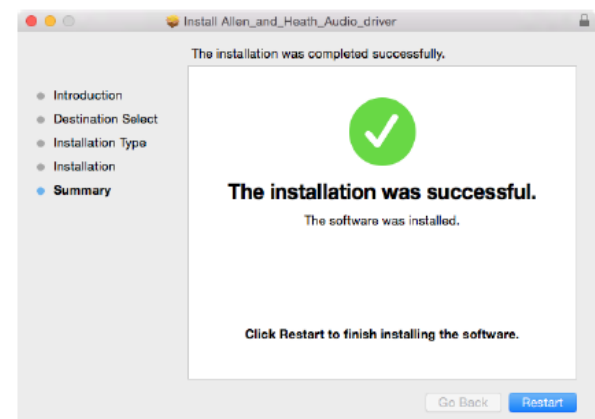 Install Allen_and_Heath_Audio_driver
The installation was completed successfully.
Introduction
Destination Select
Installation Type
Installation
Summary
The installation was successful.
The software was installed.
Click Restart to finish installing the software.
Go Back
Restart